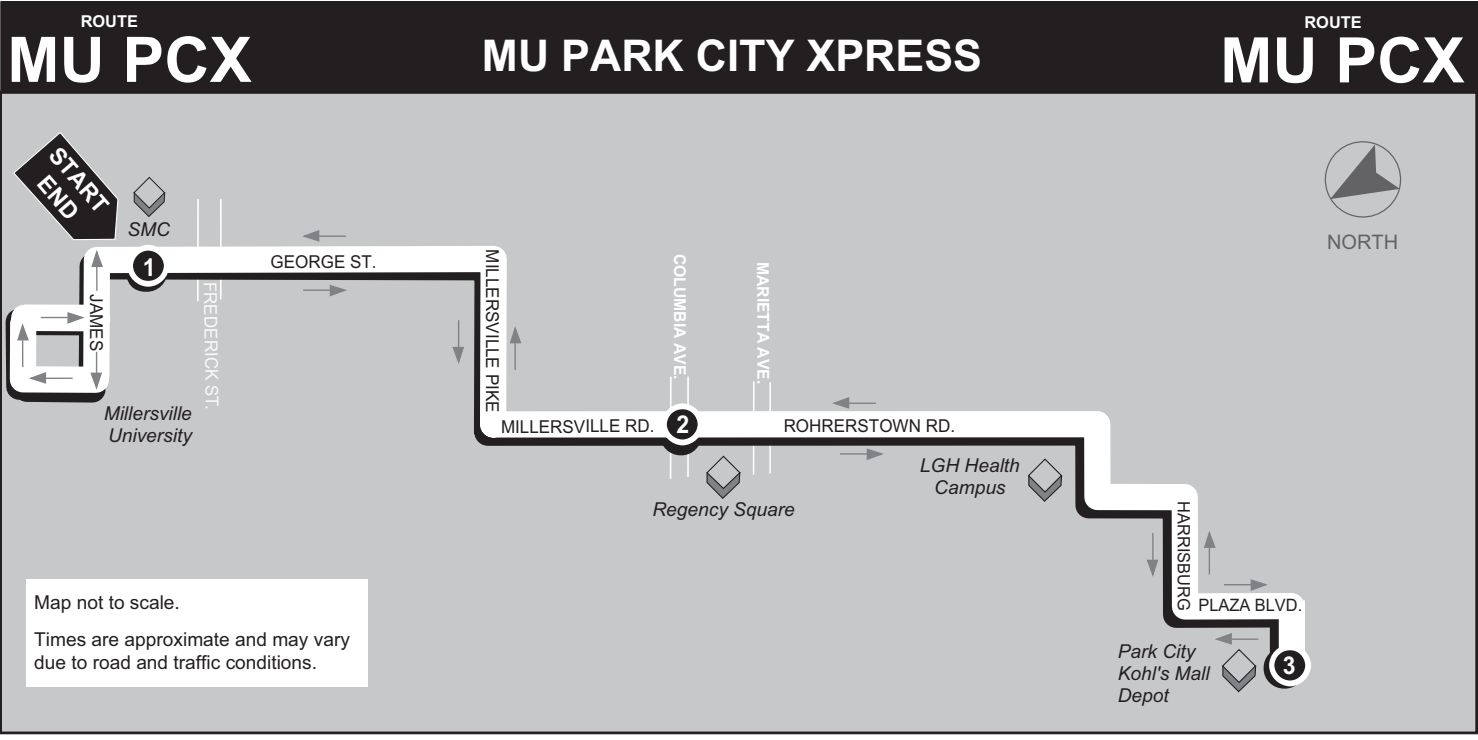 ROUTE
MU PCX
MU PARK CITY XPRESS
ROUTE
MU PCX
START
END
SMC
1
GEORGE ST.
FREDERICK ST.
JAMES
Millersville
University
MILLERSVILLE PIKE
COLUMBIA AVE.
MARIETTA AVE.
NORTH
MILLERSVILLE RD.
2
ROHRERSTOWN RD.
Regency Square
LGH Health
Campus
HARRISBURG
PLAZA BLVD.
Park City
Kohl's Mall
Depot
3
Map not to scale.
Times are approximate and may vary
due to road and traffic conditions.